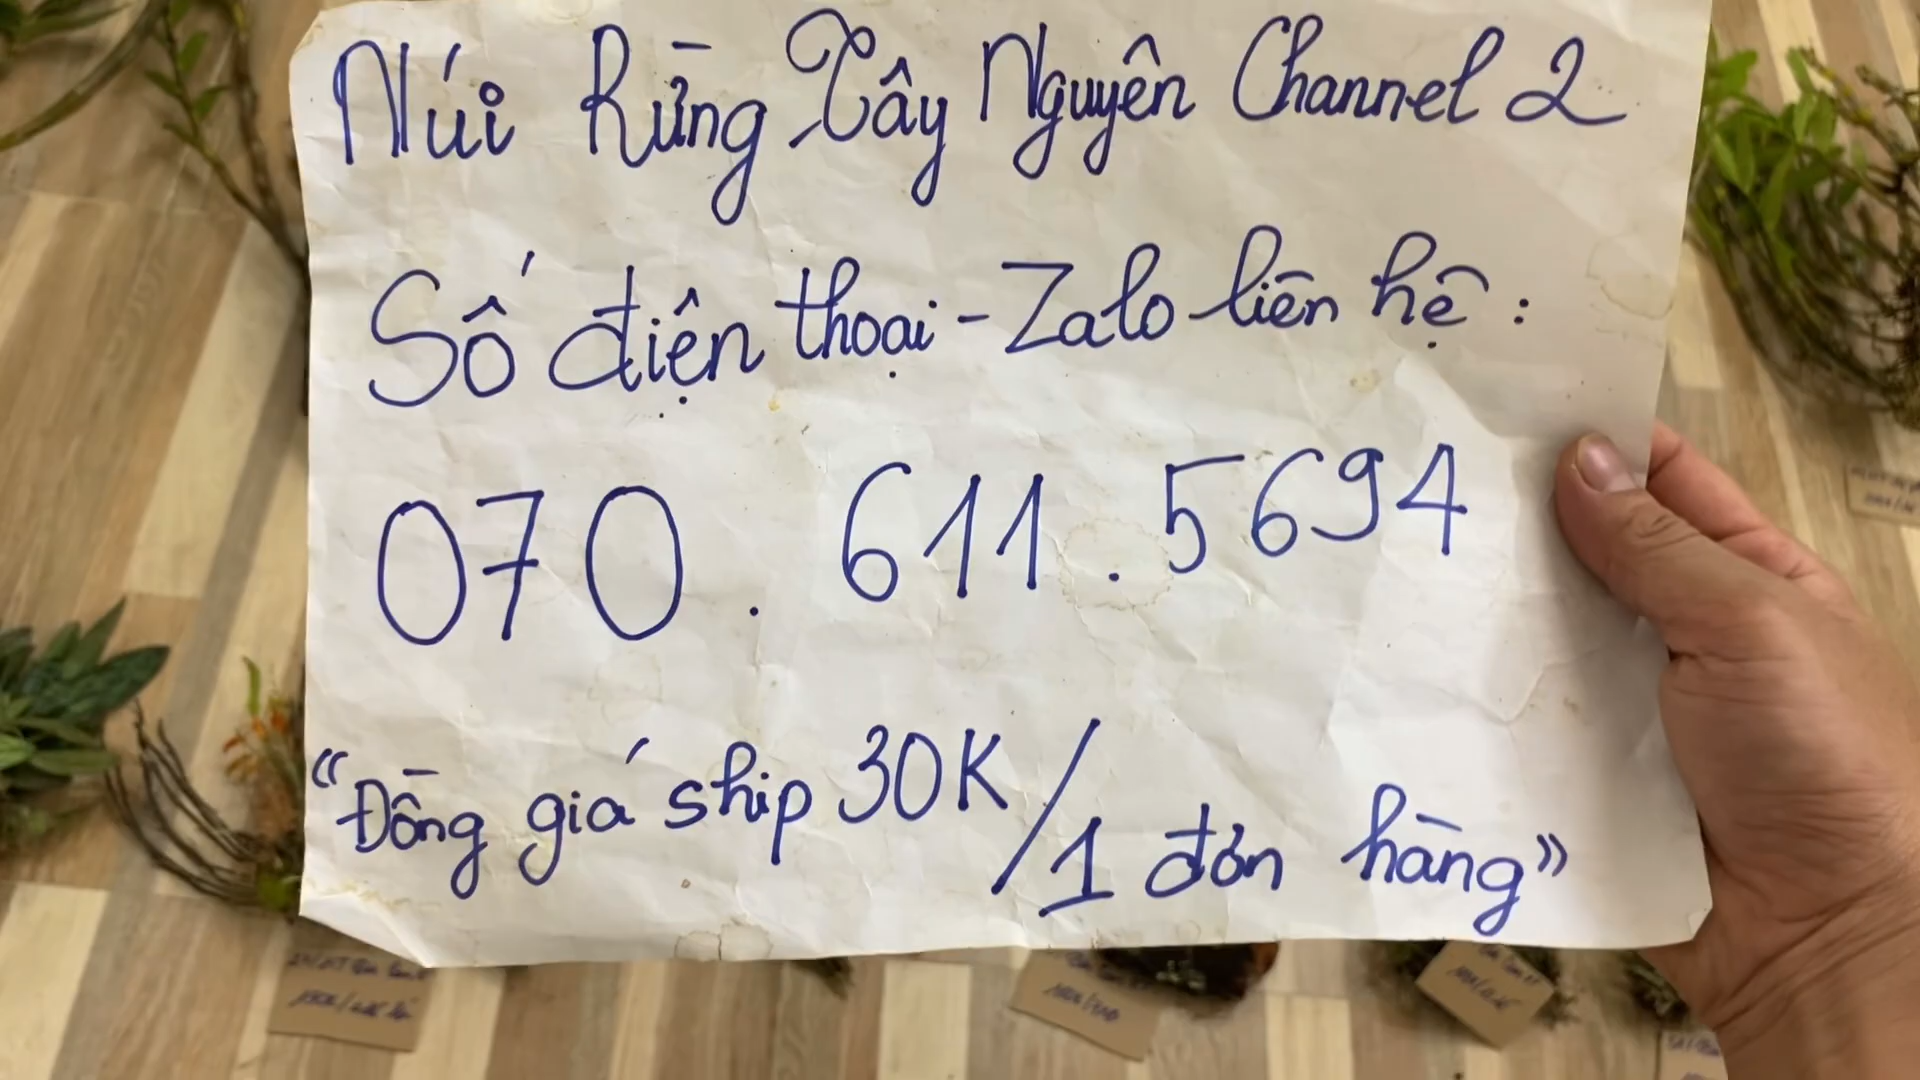 Núi Rừng Tây Nguyên Channel 2
Số điện thoại - Zalo liên hệ :
070 . 611 . 5694
“Đồng giá ship 30K/1 đơn hàng”